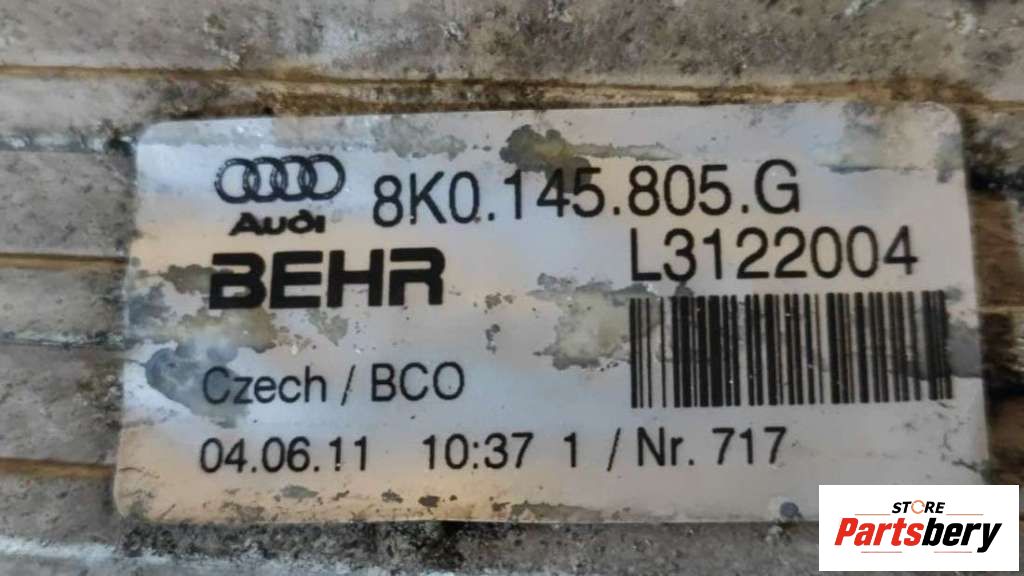 Audi 8K0.145.805.G
BEHR L3122004
Czech / BCO
04.06.11 10:37 1 / Nr. 717
STORE
Partsbery